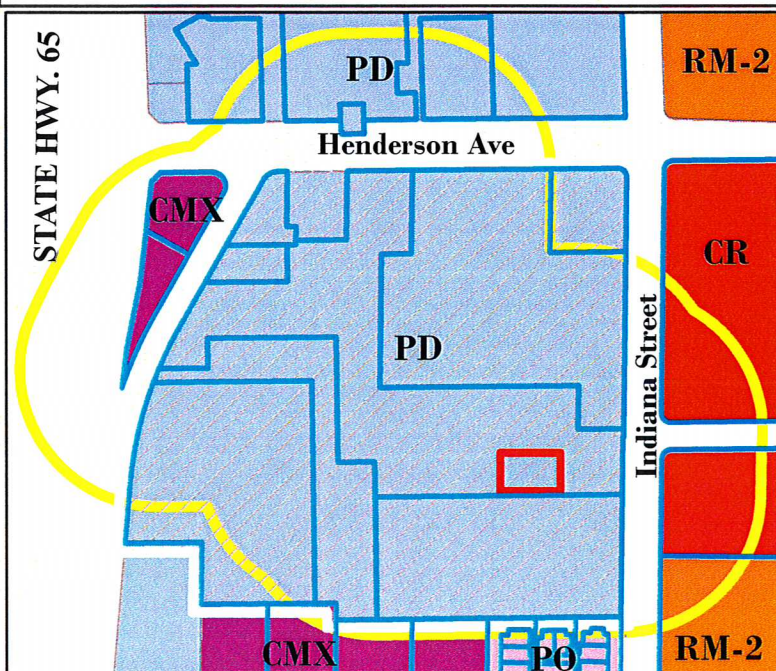 STATE HWY. 65
PD
RM-2
Henderson Ave
CMX
CR
PD
Indiana Street
CMX
PO
RM-2